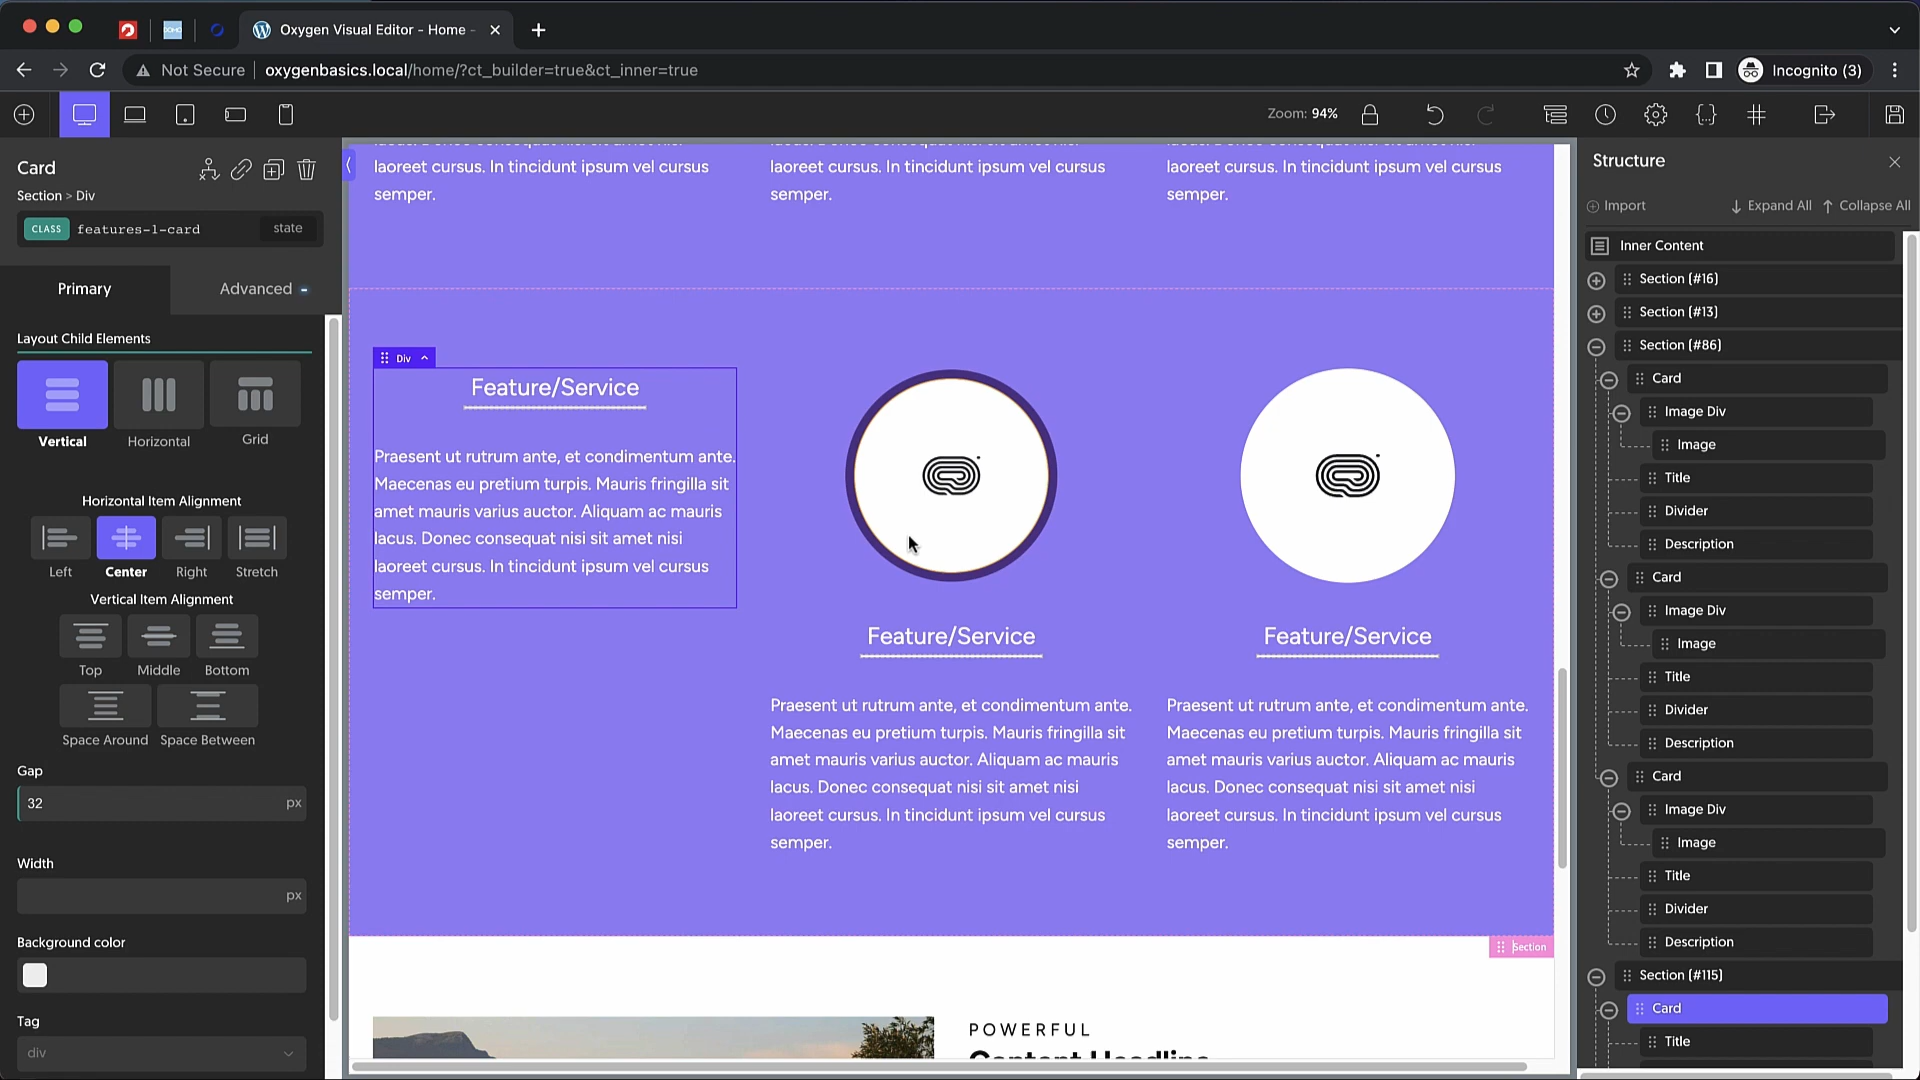 Oxygen Visual Editor - Home -
Not Secure
oxygenbasics.local/home/?ct_builder=true&ct_inner=true
Incognito (3)
Zoom: 94%
Card
Section > Div
CLASS features-1-card state
Primary
Advanced
Layout Child Elements
Vertical
Horizontal
Grid
Horizontal Item Alignment
Left
Center
Right
Stretch
Vertical Item Alignment
Top
Middle
Bottom
Space Around
Space Between
Gap
32 px
Width
px
Background color
Tag
div
laoreet cursus. In tincidunt ipsum vel cursus
semper.
laoreet cursus. In tincidunt ipsum vel cursus
semper.
laoreet cursus. In tincidunt ipsum vel cursus
semper.
Div
Feature/Service
Praesent ut rutrum ante, et condimentum ante.
Maecenas eu pretium turpis. Mauris fringilla sit
amet mauris varius auctor. Aliquam ac mauris
lacus. Donec consequat nisi sit amet nisi
laoreet cursus. In tincidunt ipsum vel cursus
semper.
Feature/Service
Praesent ut rutrum ante, et condimentum ante.
Maecenas eu pretium turpis. Mauris fringilla sit
amet mauris varius auctor. Aliquam ac mauris
lacus. Donec consequat nisi sit amet nisi
laoreet cursus. In tincidunt ipsum vel cursus
semper.
Feature/Service
Praesent ut rutrum ante, et condimentum ante.
Maecenas eu pretium turpis. Mauris fringilla sit
amet mauris varius auctor. Aliquam ac mauris
lacus. Donec consequat nisi sit amet nisi
laoreet cursus. In tincidunt ipsum vel cursus
semper.
Section
POWERFUL
Content Headline
Structure
Import
Expand All
Collapse All
Inner Content
Section (#16)
Section (#13)
Section (#86)
Card
Image Div
Image
Title
Divider
Description
Card
Image Div
Image
Title
Divider
Description
Card
Image Div
Image
Title
Divider
Description
Section (#115)
Card
Title